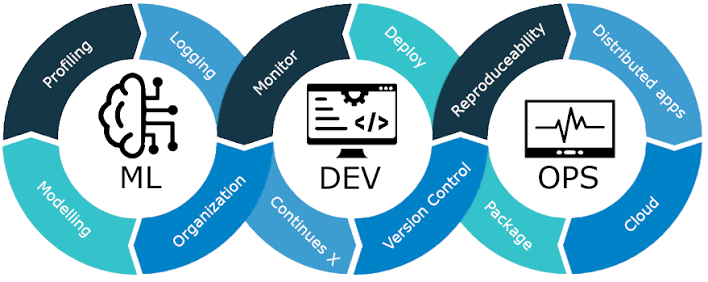 Profiling
Logging
Modelling
Organization
ML
Monitor
Deploy
Continues X
Version Control
DEV
Reproduceability
Distributed apps
Package
Cloud
OPS